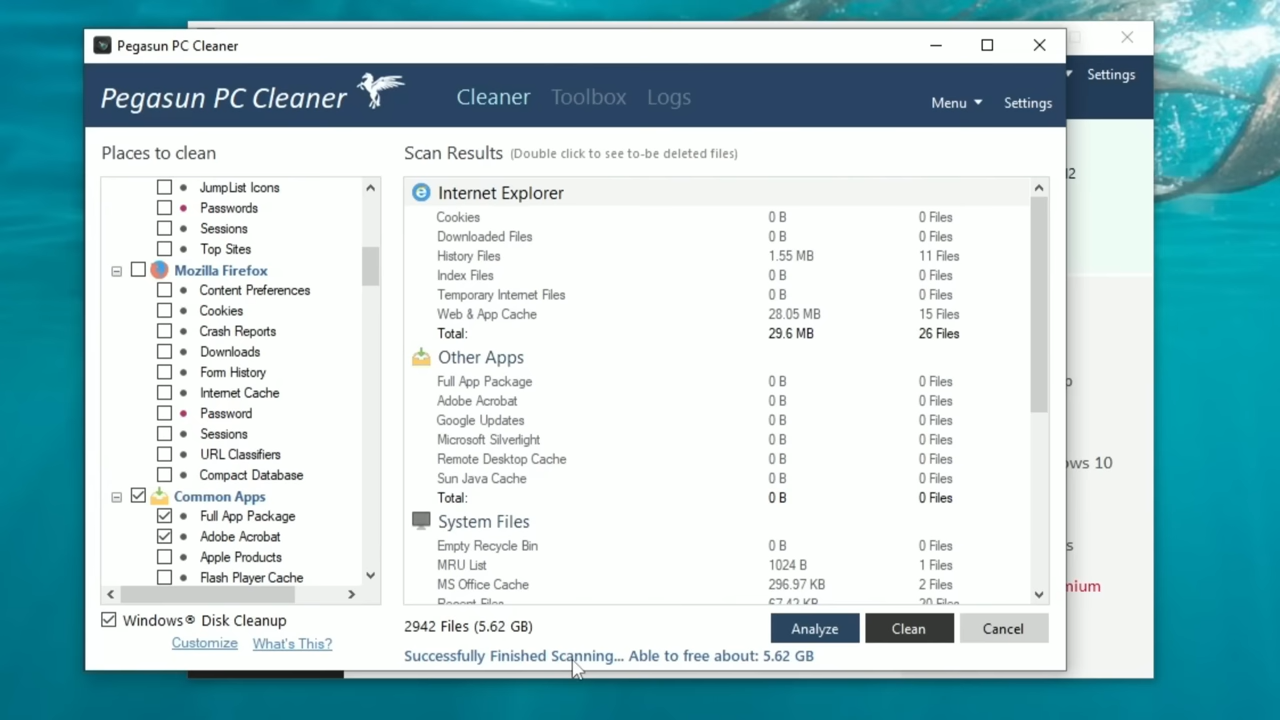 Pegasun PC Cleaner
Settings
Pegasun PC Cleaner
Cleaner Toolbox Logs
Menu Settings
Places to clean
JumpList Icons
Passwords
Sessions
Top Sites
Mozilla Firefox
Content Preferences
Cookies
Crash Reports
Downloads
Form History
Internet Cache
Password
Sessions
URL Classifiers
Compact Database
Common Apps
Full App Package
Adobe Acrobat
Apple Products
Flash Player Cache
Windows® Disk Cleanup
Customize What's This?
Scan Results (Double click to see to-be deleted files)
Internet Explorer
Cookies 0 B 0 Files
Downloaded Files 0 B 0 Files
History Files 1.55 MB 11 Files
Index Files 0 B 0 Files
Temporary Internet Files 0 B 0 Files
Web & App Cache 28.05 MB 15 Files
Total: 29.6 MB 26 Files
Other Apps
Full App Package 0 B 0 Files
Adobe Acrobat 0 B 0 Files
Google Updates 0 B 0 Files
Microsoft Silverlight 0 B 0 Files
Remote Desktop Cache 0 B 0 Files
Sun Java Cache 0 B 0 Files
Total: 0 B 0 Files
System Files
Empty Recycle Bin 0 B 0 Files
MRU List 1024 B 1 Files
MS Office Cache 296.97 KB 2 Files
Recent Files 67.42 KB 20 Files
2942 Files (5.62 GB)
Analyze Clean Cancel
Successfully Finished Scanning... Able to free about: 5.62 GB
ows 10
mium